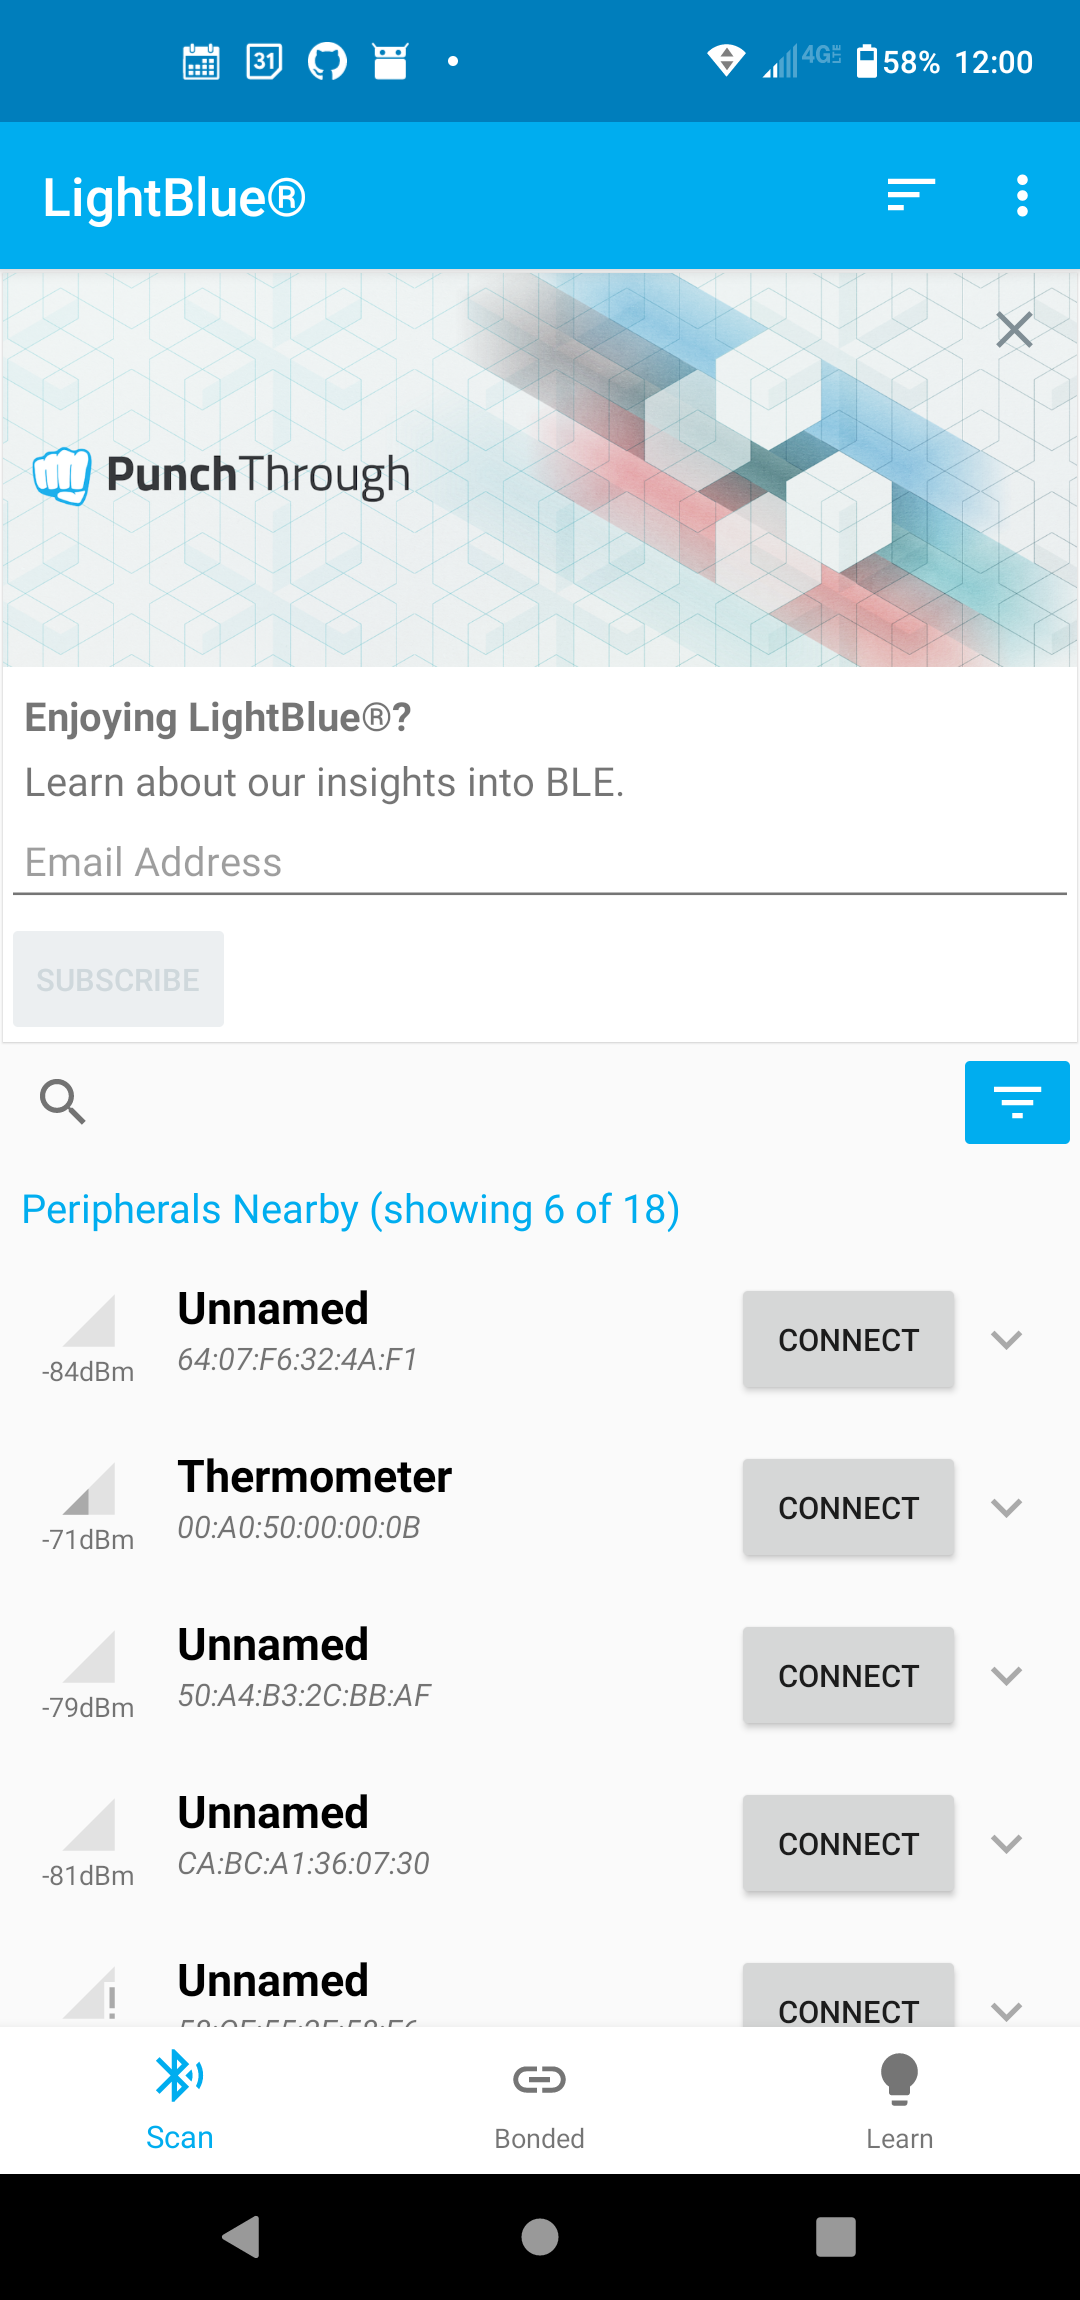 31
4G LTE 58% 12:00
LightBlue®
PunchThrough
Enjoying LightBlue®?
Learn about our insights into BLE.
Email Address
SUBSCRIBE
Peripherals Nearby (showing 6 of 18)
Unnamed
64:07:F6:32:4A:F1
-84dBm
CONNECT
Thermometer
00:A0:50:00:00:0B
-71dBm
CONNECT
Unnamed
50:A4:B3:2C:BB:AF
-79dBm
CONNECT
Unnamed
CA:BC:A1:36:07:30
-81dBm
CONNECT
Unnamed
CONNECT
Scan
Bonded
Learn